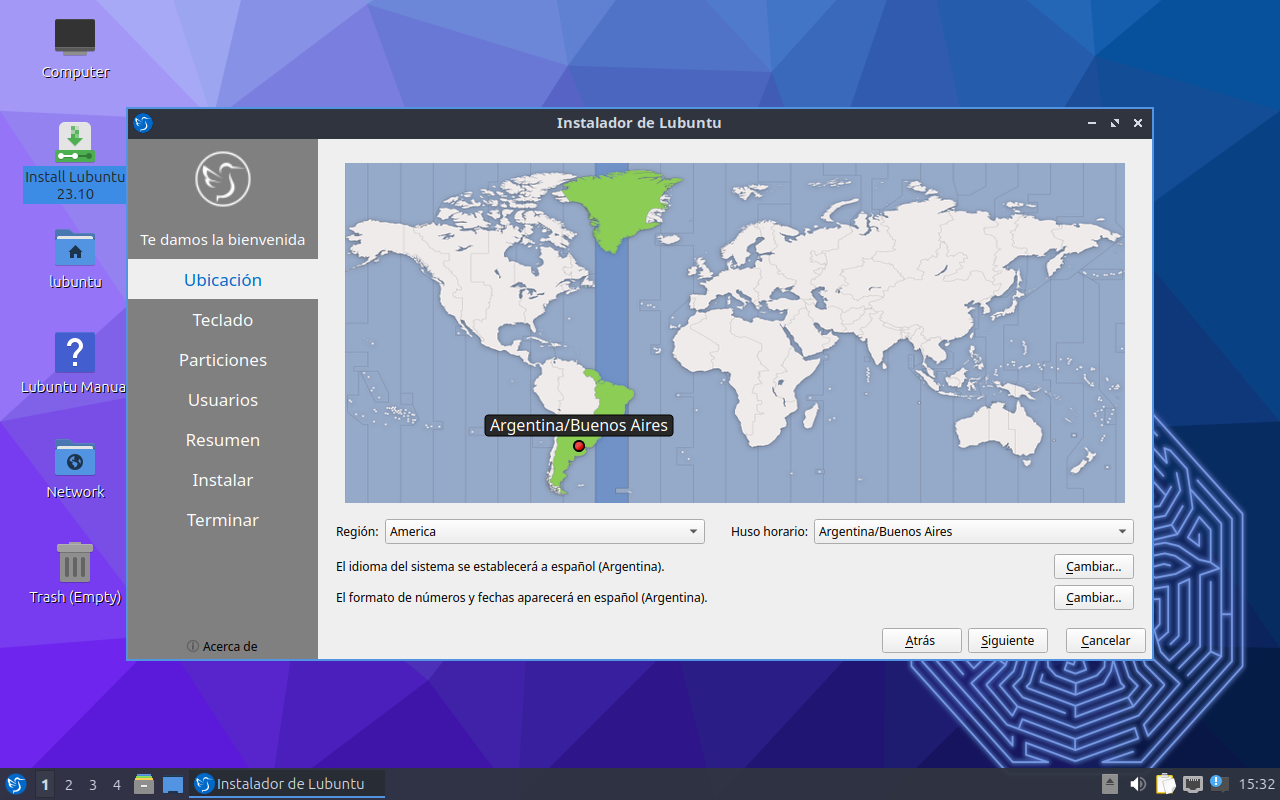 Computer
Install Lubuntu
23.10
lubuntu
Lubuntu Manua
Network
Trash (Empty)
Instalador de Lubuntu
Te damos la bienvenida
Ubicación
Teclado
Particiones
Usuarios
Resumen
Instalar
Terminar
Acerca de
Argentina/Buenos Aires
Región: America Huso horario: Argentina/Buenos Aires
El idioma del sistema se establecerá a español (Argentina). Cambiar...
El formato de números y fechas aparecerá en español (Argentina). Cambiar...
Atrás Siguiente Cancelar
1 2 3 4 Instalador de Lubuntu 15:32